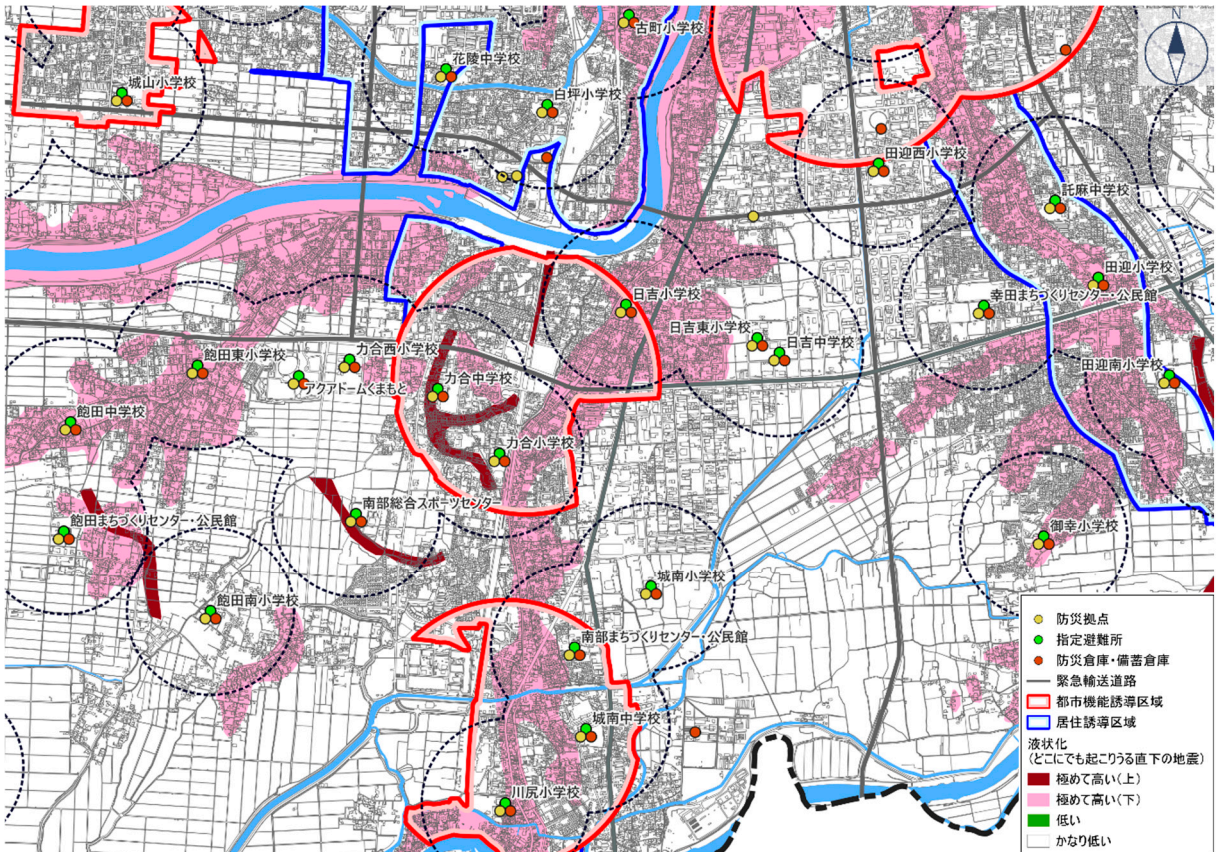 古町小学校
花陵中学校
城山小学校
白坪小学校
田迎西小学校
託麻中学校
田迎小学校
幸田まちづくりセンター・公民館
日吉小学校
日吉東小学校
日吉中学校
飽田東小学校
力合西小学校
アクアドームくまもと
力合中学校
田迎南小学校
飽田中学校
力合小学校
南部総合スポーツセンター
飽田まちづくりセンター・公民館
御幸小学校
城南小学校
飽田南小学校
南部まちづくりセンター・公民館
城南中学校
川尻小学校
防災拠点
指定避難所
防災倉庫・備蓄倉庫
緊急輸送道路
都市機能誘導区域
居住誘導区域
液状化
(どこにでも起こりうる直下の地震)
極めて高い(上)
極めて高い(下)
低い
かなり低い